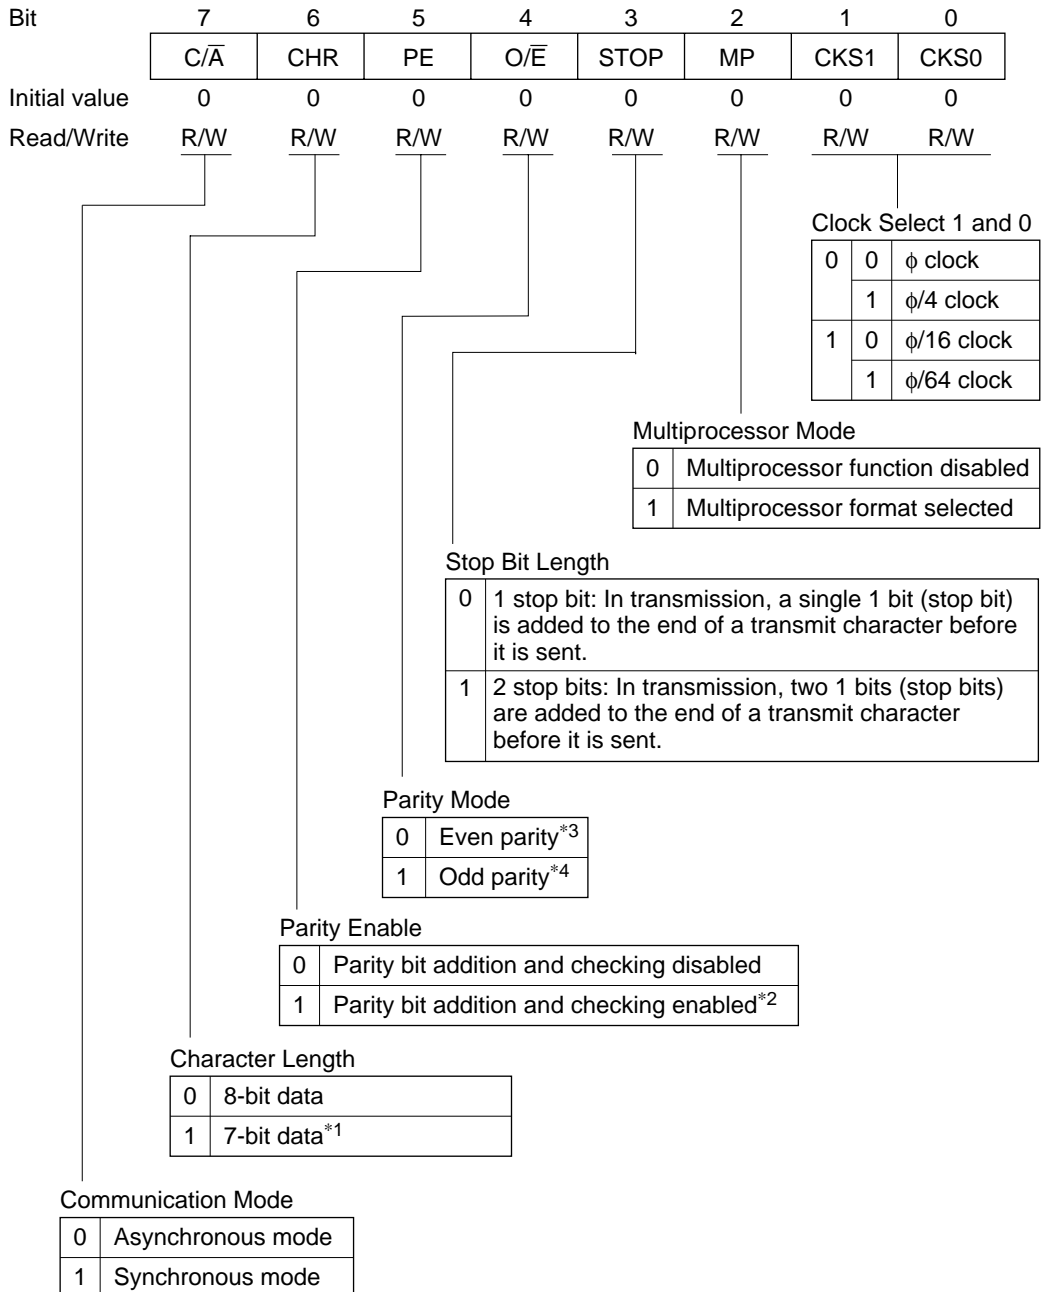 Bit 7 6 5 4 3 2 1 0
C/A̅ CHR PE O/E̅ STOP MP CKS1 CKS0
Initial value 0 0 0 0 0 0 0 0
Read/Write R/W R/W R/W R/W R/W R/W R/W R/W
Clock Select 1 and 0
0 0 ϕ clock
1 ϕ/4 clock
1 0 ϕ/16 clock
1 ϕ/64 clock
Multiprocessor Mode
0 Multiprocessor function disabled
1 Multiprocessor format selected
Stop Bit Length
0 1 stop bit: In transmission, a single 1 bit (stop bit)
is added to the end of a transmit character before
it is sent.
1 2 stop bits: In transmission, two 1 bits (stop bits)
are added to the end of a transmit character
before it is sent.
Parity Mode
0 Even parity*3
1 Odd parity*4
Parity Enable
0 Parity bit addition and checking disabled
1 Parity bit addition and checking enabled*2
Character Length
0 8-bit data
1 7-bit data*1
Communication Mode
0 Asynchronous mode
1 Synchronous mode